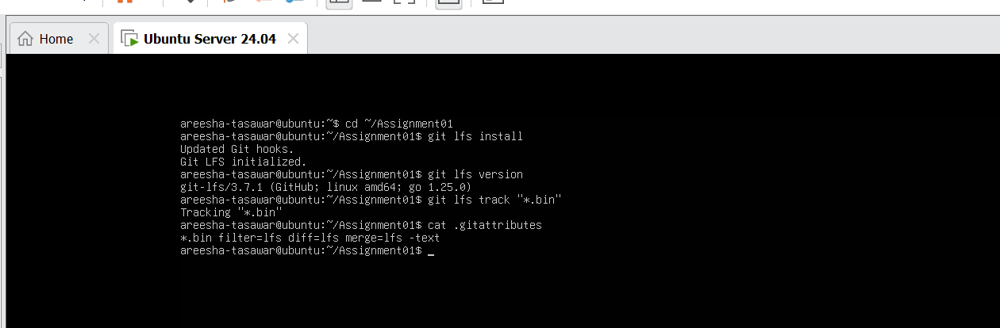 Home
Ubuntu Server 24.04
areesha-tasawar@ubuntu:~$ cd ~/Assignment01
areesha-tasawar@ubuntu:~/Assignment01$ git lfs install
Updated Git hooks.
Git LFS initialized.
areesha-tasawar@ubuntu:~/Assignment01$ git lfs version
git-lfs/3.7.1 (GitHub; linux amd64; go 1.25.0)
areesha-tasawar@ubuntu:~/Assignment01$ git lfs track "*.bin"
Tracking "*.bin"
areesha-tasawar@ubuntu:~/Assignment01$ cat .gitattributes
*.bin filter=lfs diff=lfs merge=lfs -text
areesha-tasawar@ubuntu:~/Assignment01$ _